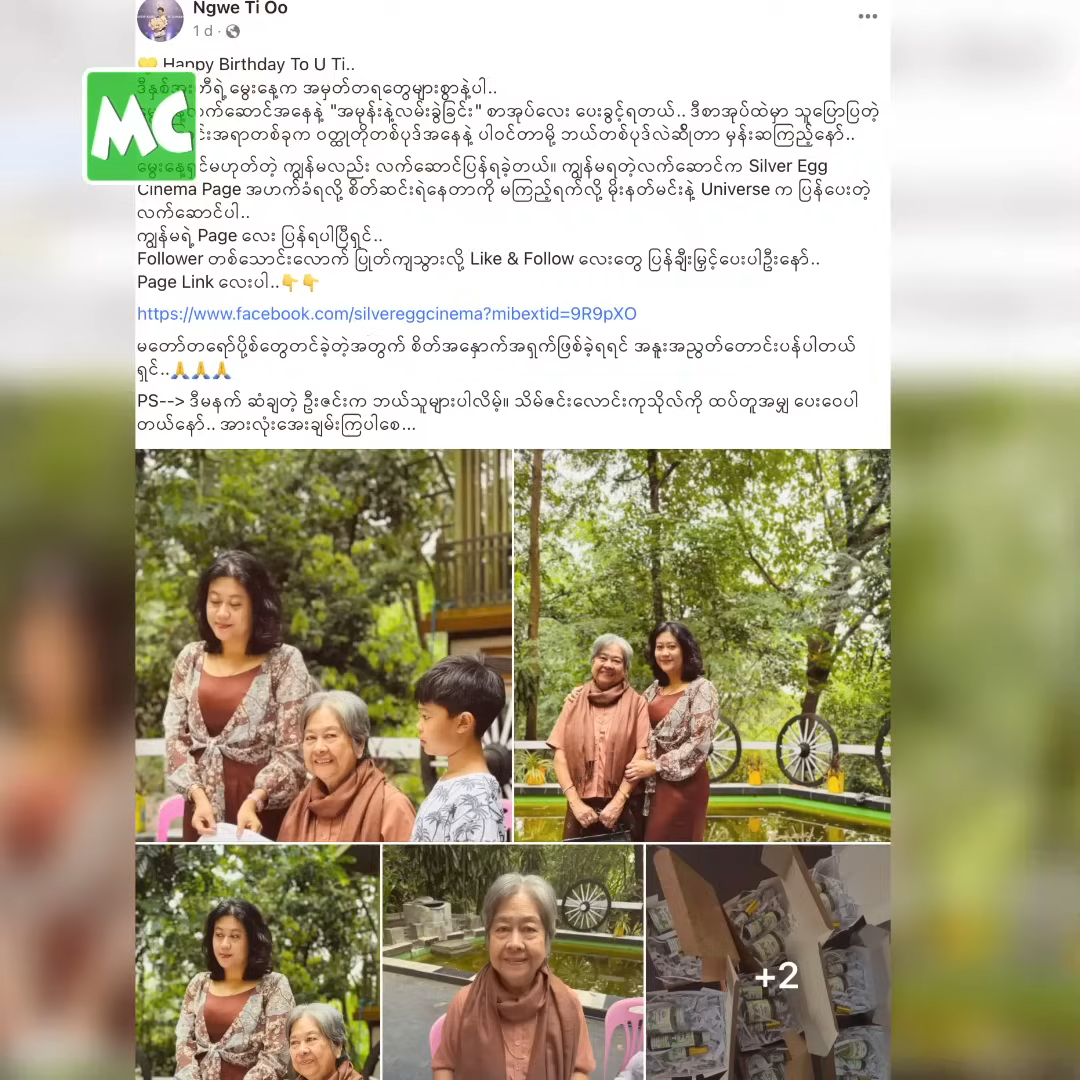 Ngwe Ti Oo
1 d
💛 Happy Birthday To U Ti..
မွေးနေ့က အမှတ်တရတွေများစွာနဲ့ပါ..
လက်ဆောင်အနေနဲ့ "အမုန်းနဲ့လမ်းခွဲခြင်း" စာအုပ်လေး ပေးခွင့်ရတယ်.. ဒီစာအုပ်ထဲမှာ သူပြောပြတဲ့
အရာတစ်ခုက ဝတ္ထုတိုတစ်ပုဒ်အနေနဲ့ ပါဝင်တာမို့ ဘယ်တစ်ပုဒ်လဲဆိုတာ မှန်းဆကြည့်နော်..
မွေးနေ့ရှင်မဟုတ်တဲ့ ကျွန်မလည်း လက်ဆောင်ပြန်ရခဲ့တယ်။ ကျွန်မရတဲ့လက်ဆောင်က Silver Egg
Cinema Page အဟက်ခံရလို့ စိတ်ဆင်းရဲနေတာကို မကြည့်ရက်လို့ မိုးနတ်မင်းနဲ့ Universe က ပြန်ပေးတဲ့
လက်ဆောင်ပါ..
ကျွန်မရဲ့ Page လေး ပြန်ရပါပြီရှင်..
Follower တစ်သောင်းလောက် ပြုတ်ကျသွားလို့ Like & Follow လေးတွေ ပြန်ချီးမြှင့်ပေးပါဦးနော်..
Page Link လေးပါ..👇👇
https://www.facebook.com/silvereggcinema?mibextid=9R9pXO
မတော်တရော်ပို့စ်တွေတင်ခဲ့တဲ့အတွက် စိတ်အနှောက်အရှက်ဖြစ်ခဲ့ရရင် အနူးအညွတ်တောင်းပန်ပါတယ်
ရှင်..🙏🙏🙏
PS--> ဒီမနက် ဆံချတဲ့ ဦးဇင်းက ဘယ်သူများပါလိမ့်။ သိမ်ဇင်းလောင်းကုသိုလ်ကို ထပ်တူအမျှ ပေးဝေပါ
တယ်နော်.. အားလုံးအေးချမ်းကြပါစေ...
MC
+2